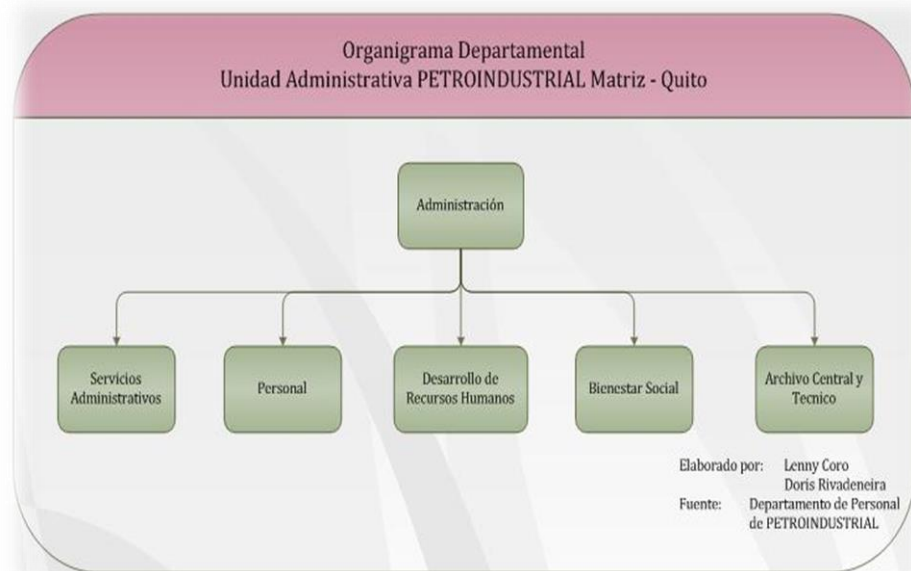 Organigrama Departamental
Unidad Administrativa PETROINDUSTRIAL Matriz - Quito
Administración
Servicios
Administrativos
Personal
Desarrollo de
Recursos Humanos
Bienestar Social
Archivo Central y
Tecnico
Elaborado por: Lenny Coro
Doris Rivadeneira
Fuente: Departamento de Personal
de PETROINDUSTRIAL